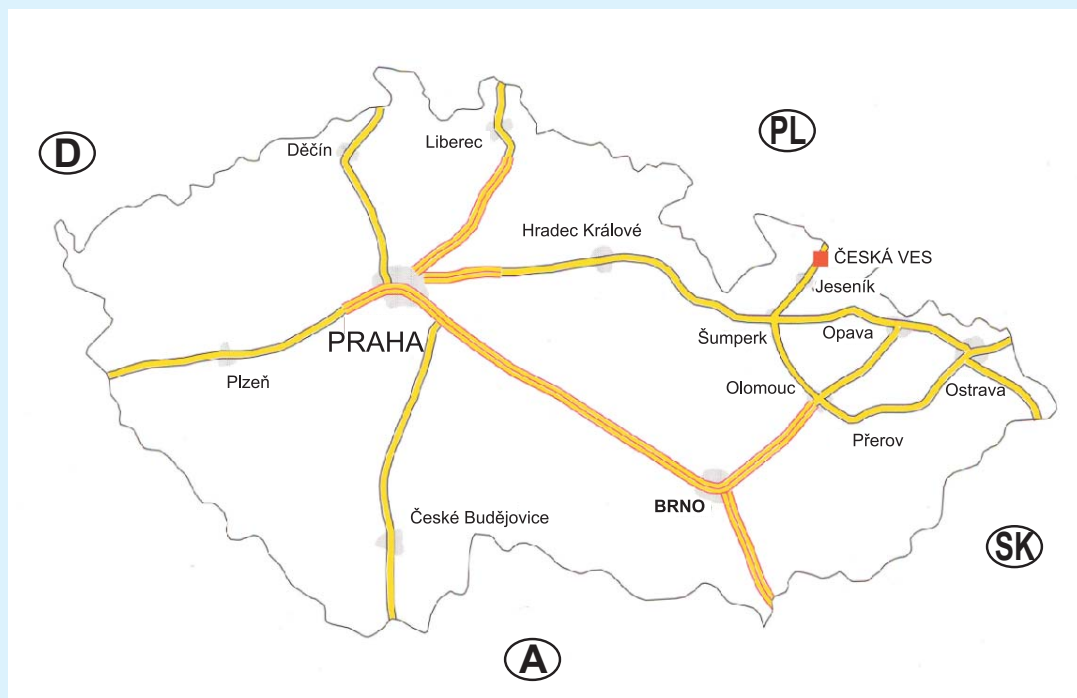 D
Děčín
Liberec
PL
Hradec Králové
ČESKÁ VES
Jeseník
PRAHA
Šumperk
Opava
Plzeň
Olomouc
Ostrava
Přerov
BRNO
České Budějovice
SK
A